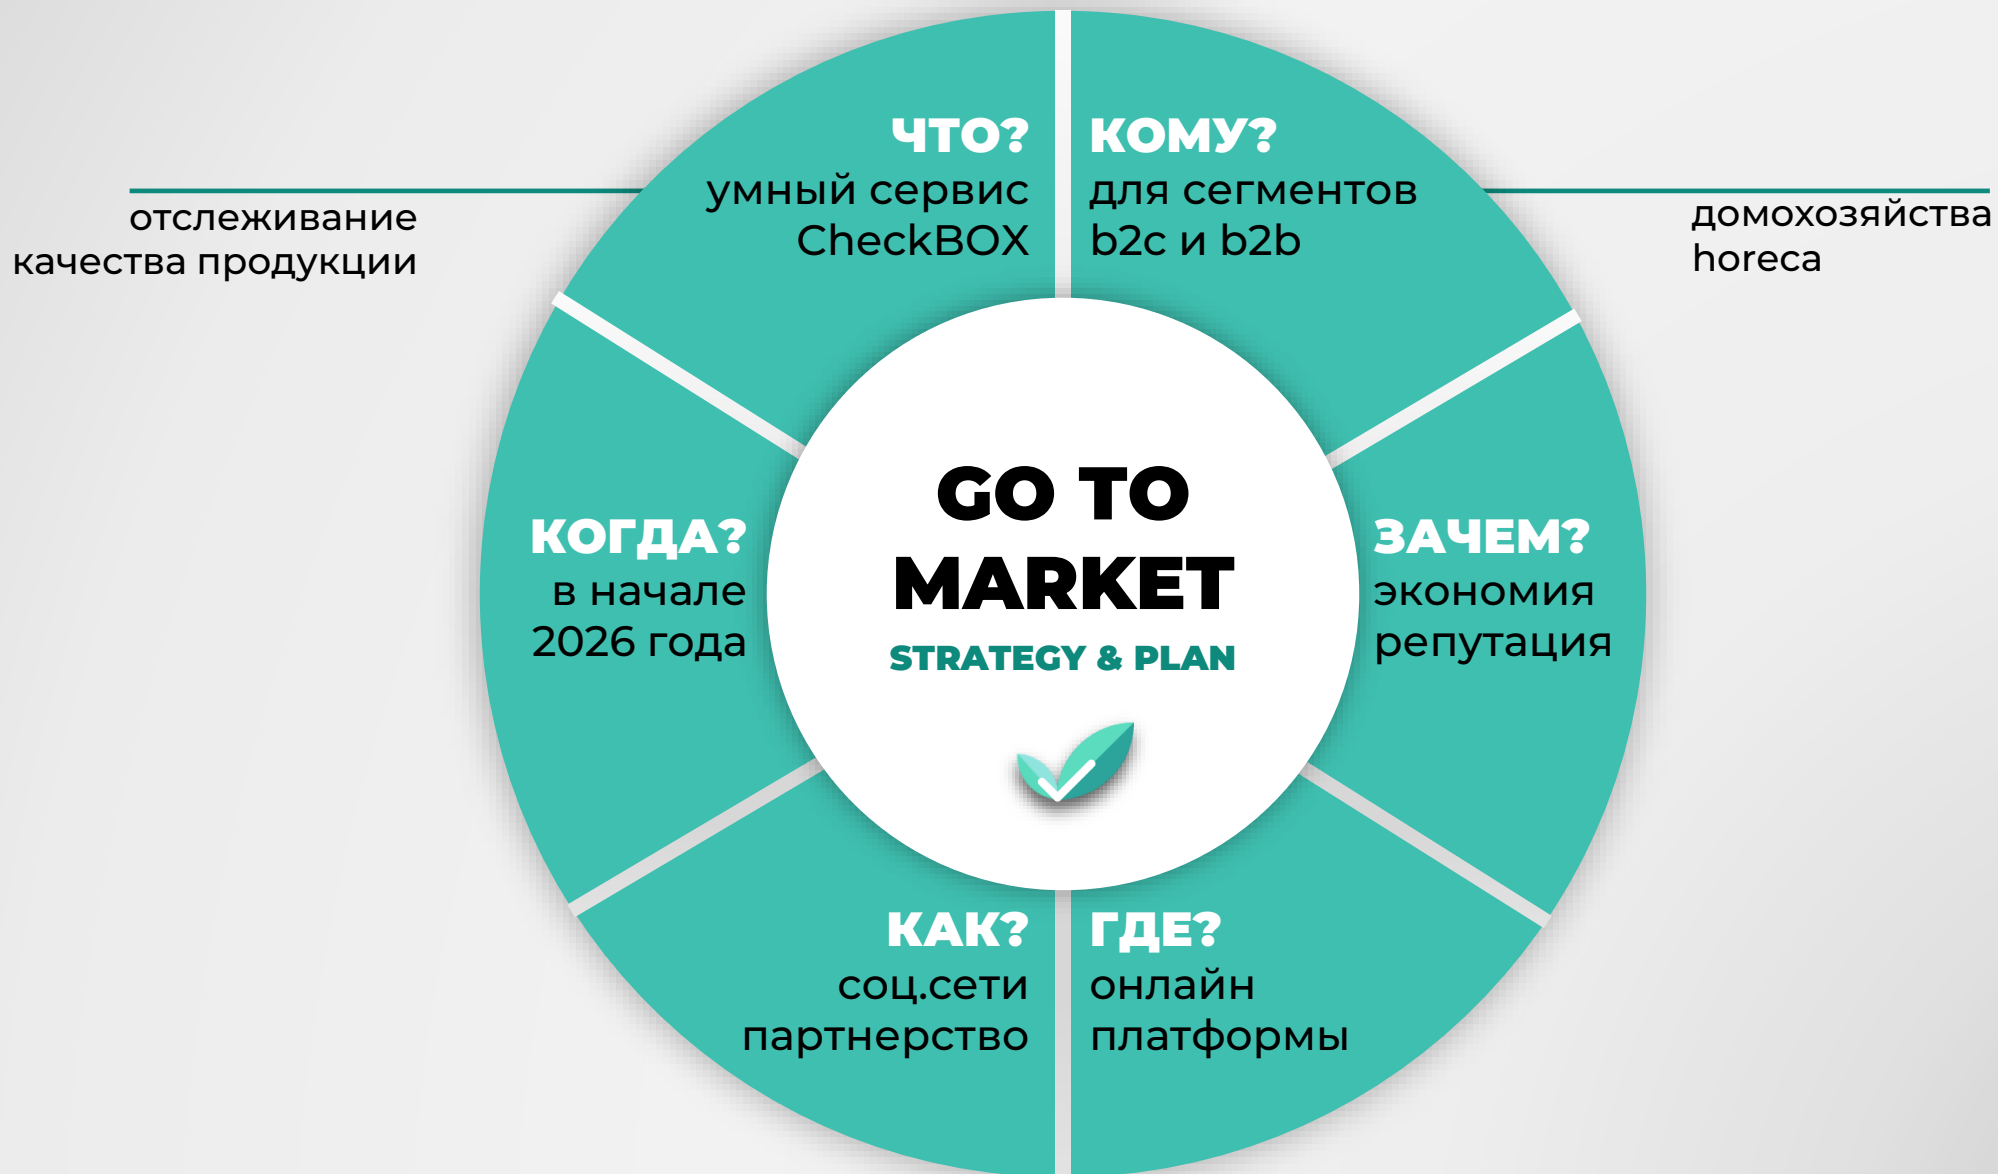 ЧТО?
умный сервис
CheckBOX
отслеживание
качества продукции
КОМУ?
для сегментов
b2c и b2b
домохозяйства
horeca
КОГДА?
в начале
2026 года
GO TO
MARKET
STRATEGY & PLAN
ЗАЧЕМ?
экономия
репутация
КАК?
соц.сети
партнерство
ГДЕ?
онлайн
платформы